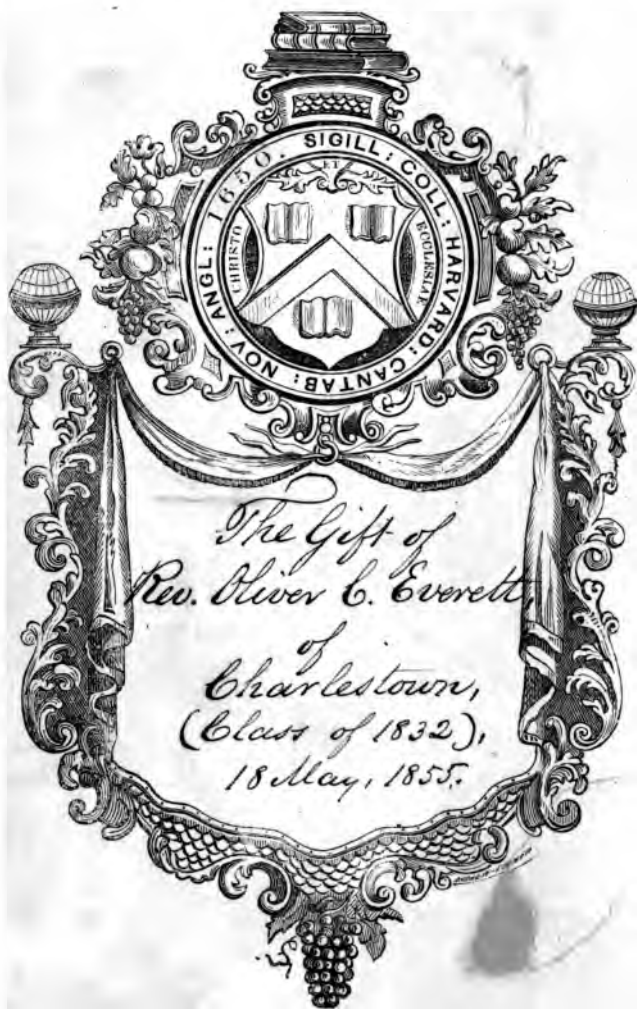 SIGILL: COLL: HARVARD: CANTAB: NOV: ANGL: 1650.
ET
CHRISTO
ECCLESIAE
The Gift of
Rev. Oliver C. Everett,
of
Charlestown,
(Class of 1832),
18 May, 1855.